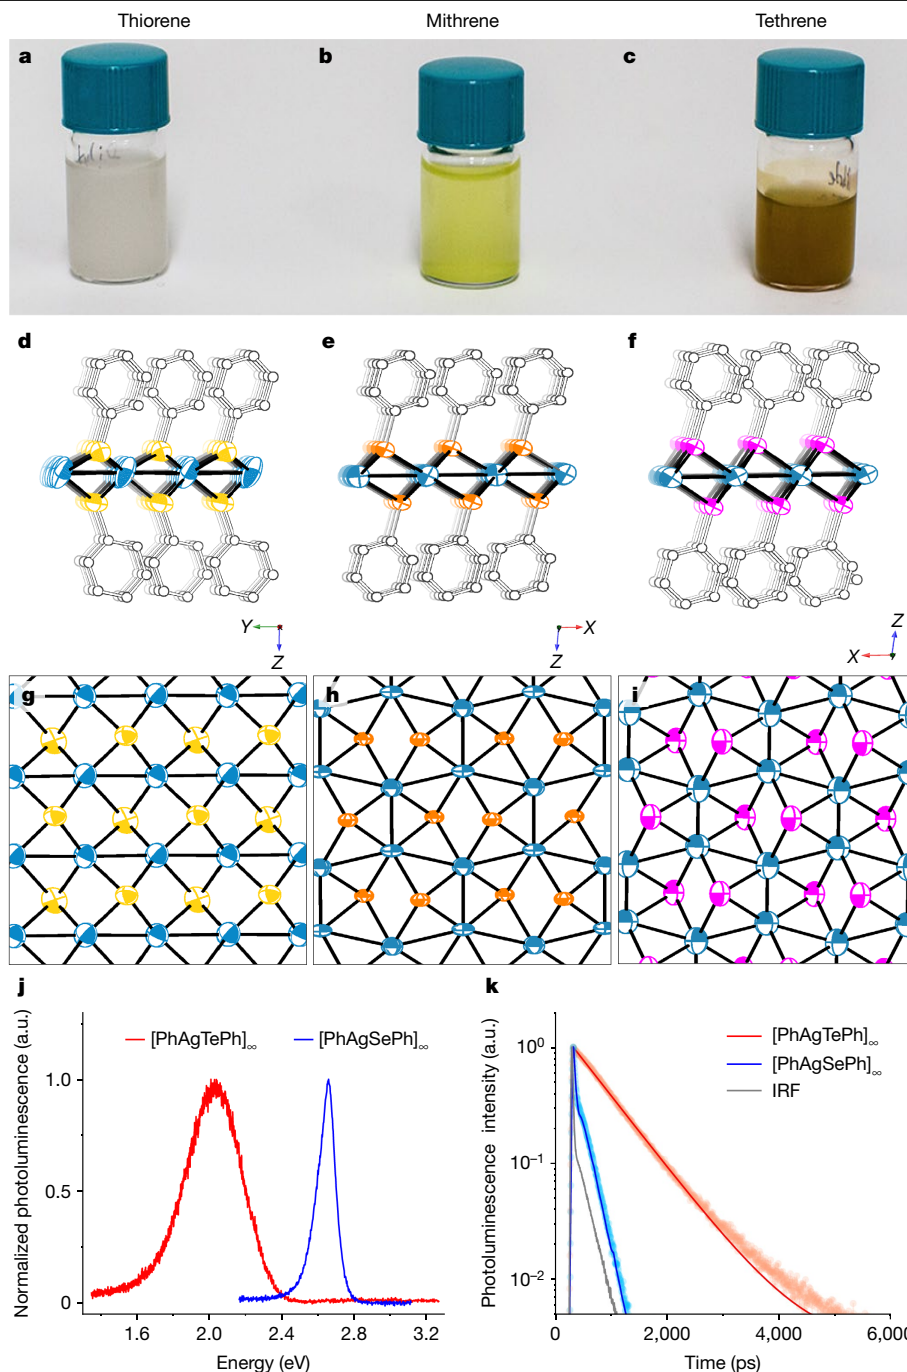 Thiorene Mithrene Tethrene
a b c
d e f
Y Z X Z Z X
g h i
j k
Normalized photoluminescence (a.u.)
[PhAgTePh]∞ [PhAgSePh]∞
1.0
0.5
0
1.6 2.0 2.4 2.8 3.2
Energy (eV)
Photoluminescence intensity (a.u.)
[PhAgTePh]∞
[PhAgSePh]∞
IRF
10⁰
10⁻¹
10⁻²
0 2,000 4,000
Time (ps)